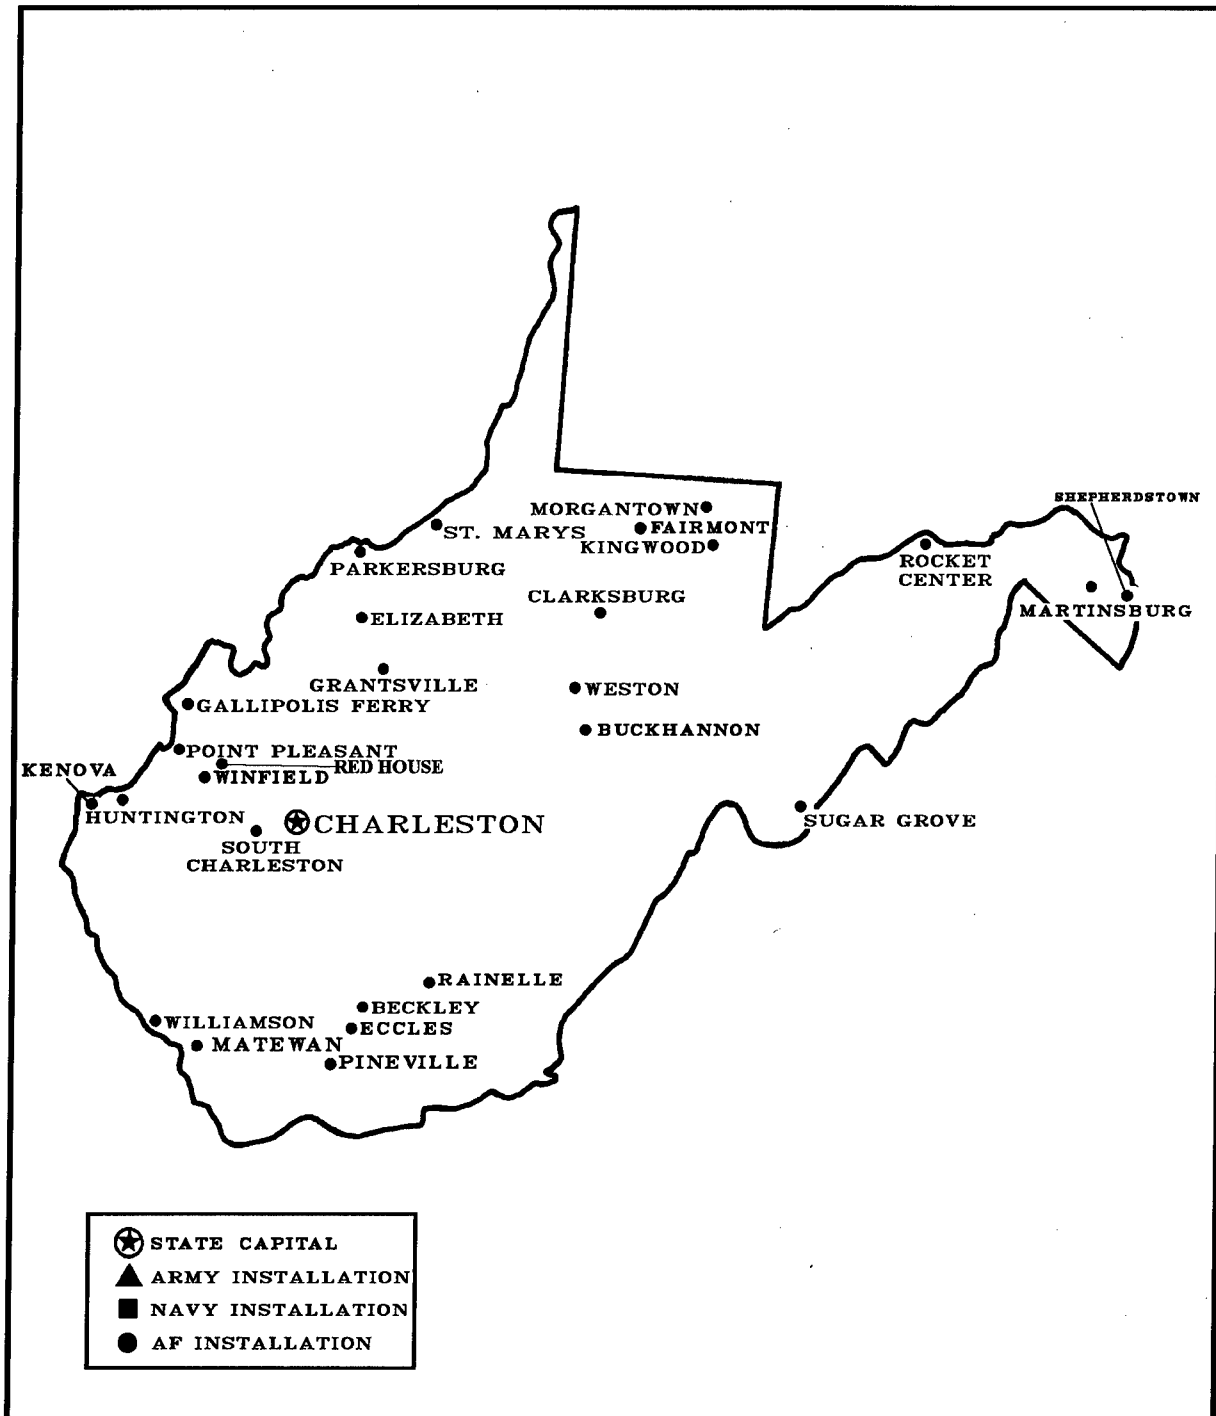 SHEPHERDSTOWN
MORGANTOWN
FAIRMONT
ST. MARYS
KINGWOOD
ROCKET
CENTER
PARKERSBURG
CLARKSBURG
MARTINSBURG
ELIZABETH
GRANTSVILLE
WESTON
GALLIPOLIS FERRY
BUCKHANNON
POINT PLEASANT
RED HOUSE
KENOVA
WINFIELD
HUNTINGTON
CHARLESTON
SUGAR GROVE
SOUTH
CHARLESTON
RAINELLE
BECKLEY
WILLIAMSON
ECCLES
MATEWAN
PINEVILLE
STATE CAPITAL
ARMY INSTALLATION
NAVY INSTALLATION
AF INSTALLATION